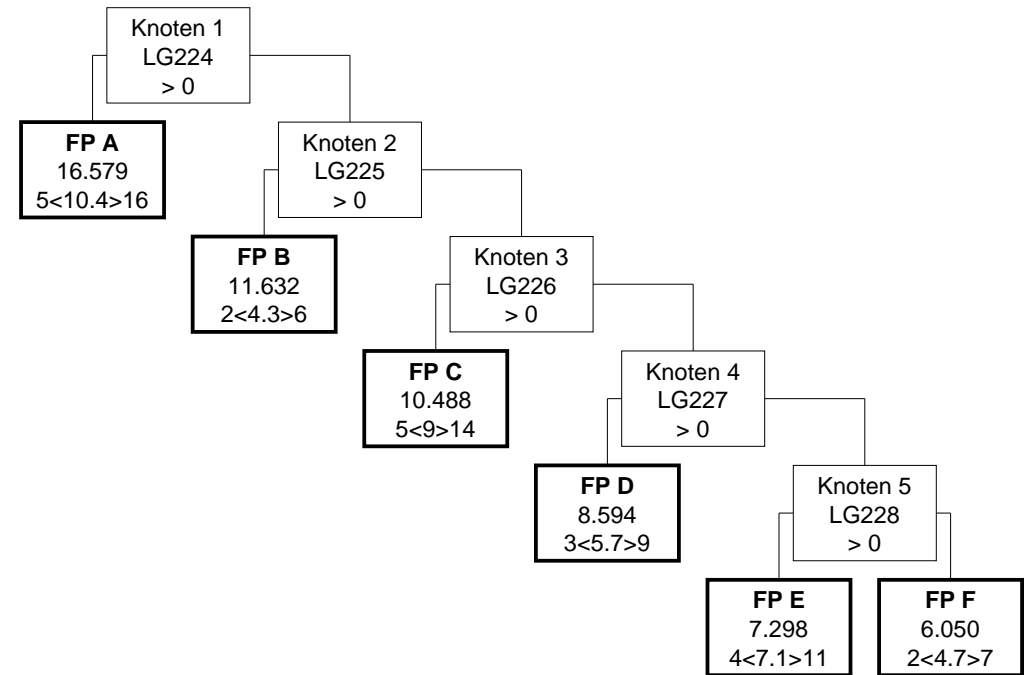 Knoten 1
LG224
> 0
FP A
16.579
5<10.4>16
Knoten 2
LG225
> 0
FP B
11.632
2<4.3>6
Knoten 3
LG226
> 0
FP C
10.488
5<9>14
Knoten 4
LG227
> 0
FP D
8.594
3<5.7>9
Knoten 5
LG228
> 0
FP E
7.298
4<7.1>11
FP F
6.050
2<4.7>7